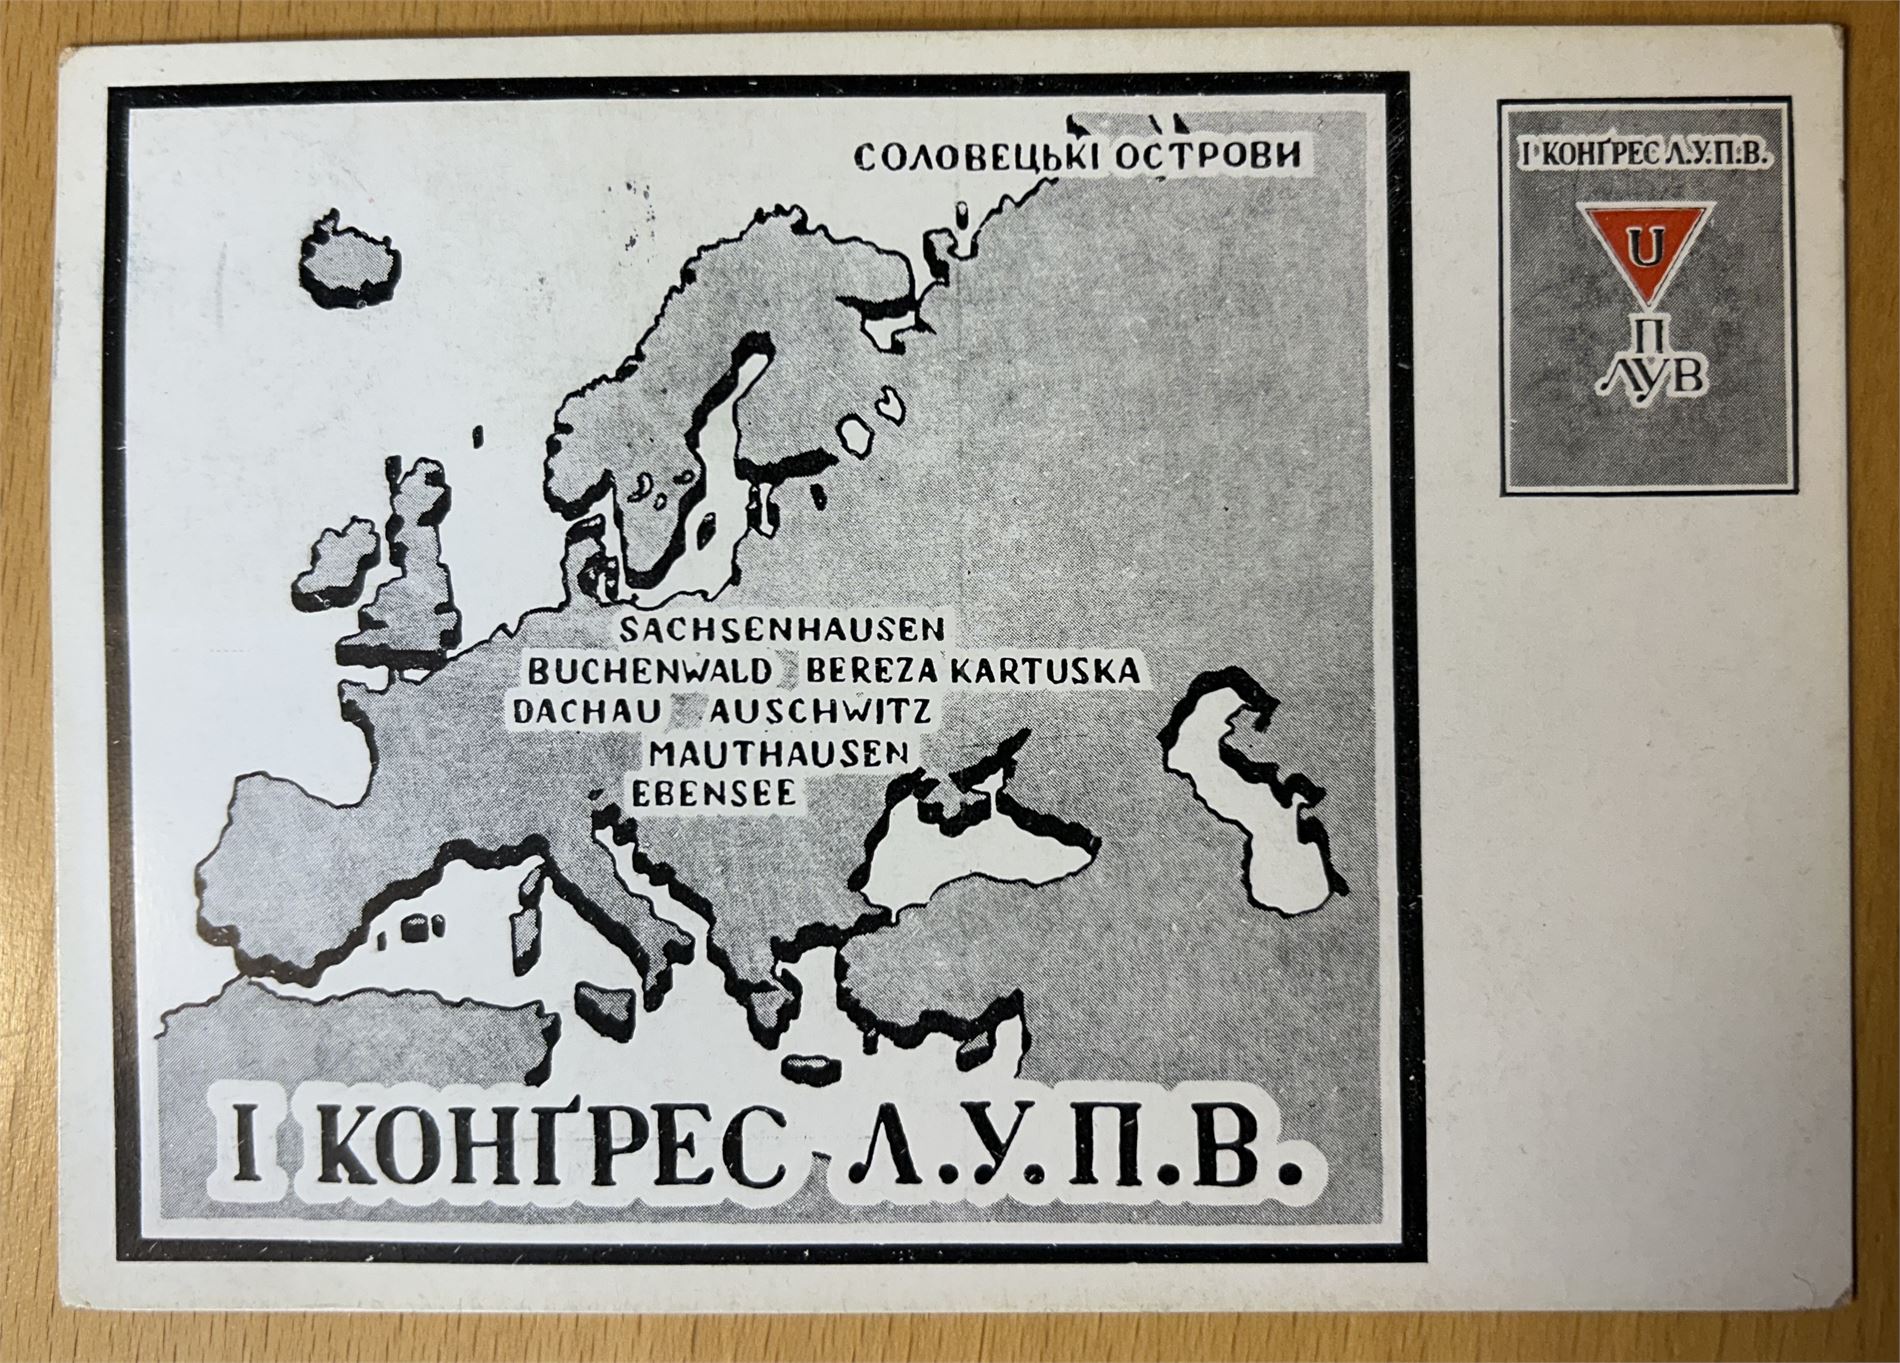 СОЛОВЕЦЬКІ ОСТРОВИ
SACHSENHAUSEN
BUCHENWALD BEREZA KARTUSKA
DACHAU AUSCHWITZ
MAUTHAUSEN
EBENSEE
І КОНҐРЕС Л.У.П.В.
І КОНҐРЕС Л.У.П.В.
U
П
ЛУВ